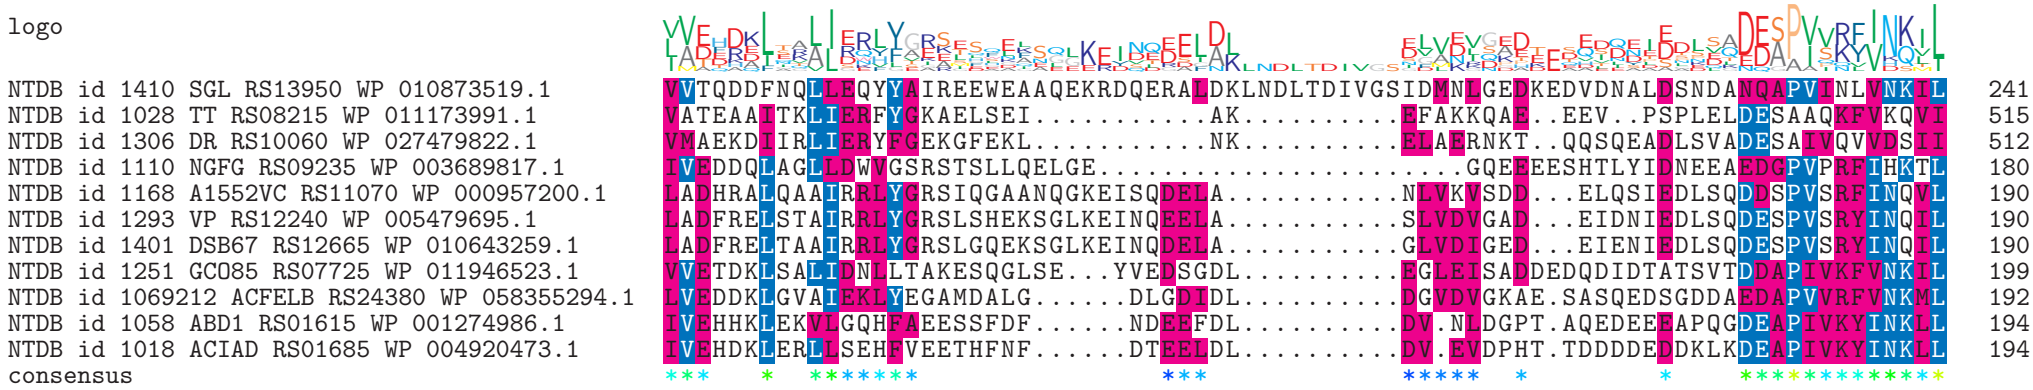 logo
NTDB id 1410 SGL RS13950 WP 010873519.1 VVTQDDFNQLLEQYYAIREEWEAAQEKRDQERALDKLNDLTDIVGSIDMNLGEDKEDVDNALDSNDANQAPVINLVNKIL 241
NTDB id 1028 TT RS08215 WP 011173991.1 VATEAAITKLIERFYGKAELSEI..........AK...........EFAKKQAE..EEV..PSPLELDESAAQKFVKQVI 515
NTDB id 1306 DR RS10060 WP 027479822.1 VMAEKDIIRLIERYFGEKGFEKL..........NK...........ELAERNKT..QQSQEADLSVADESAIVQVVDSII 512
NTDB id 1110 NGFG RS09235 WP 003689817.1 IVEDDQLAGLLDWVGSRSTSLLQELGE.......................GQEEEESHTLYIDNEEAEDGPVPRFIHKTL 180
NTDB id 1168 A1552VC RS11070 WP 000957200.1 LADHRALQAAIRRLYGRSIQGAANQGKEISQDELA...........NLVKVSDD...ELQSIEDLSQDDSPVSRFINQVL 190
NTDB id 1293 VP RS12240 WP 005479695.1 LADFRELSTAIRRLYGRSLSHEKSGLKEINQEELA...........SLVDVGAD...EIDNIEDLSQDESPVSRYINQIL 190
NTDB id 1401 DSB67 RS12665 WP 010643259.1 LADFRELTAAIRRLYGRSLGQEKSGLKEINQDELA...........GLVDIGED...EIENIEDLSQDESPVSRYINQIL 190
NTDB id 1251 GCO85 RS07725 WP 011946523.1 VVETDKLSALIDNLLTAKESQGLSE...YVEDSGDL..........EGLEISADDEDQDIDTATSVTDDAPIVKFVNKIL 199
NTDB id 1069212 ACFELB RS24380 WP 058355294.1 LVEDDKLGVAIEKLYEGAMDALG......DLGDIDL..........DGVDVGKAE.SASQEDSGDDAEDAPVVRFVNKML 192
NTDB id 1058 ABD1 RS01615 WP 001274986.1 IVEHHKLEKVLGQHFAEESSFDF......NDEEFDL..........DV.NLDGPT.AQEDEEEAPQGDEAPIVKYINKLL 194
NTDB id 1018 ACIAD RS01685 WP 004920473.1 IVEHDKLERLLSEHFVEETHFNF......DTEELDL..........DV.EVDPHT.TDDDDEDDKLKDEAPIVKYINKLL 194
consensus *** * ******* *** ***** * * *************